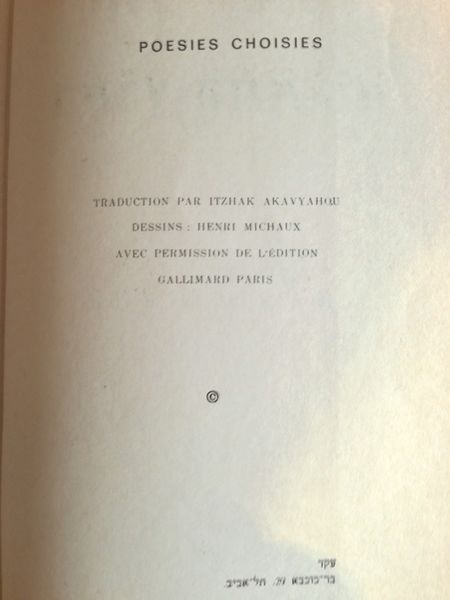 POESIES CHOISIES
TRADUCTION PAR ITZHAK AKAVYAHOU
DESSINS : HENRI MICHAUX
AVEC PERMISSION DE L'ÉDITION
GALLIMARD PARIS
©
עקד
בר־כוכבא 29, תל־אביב.